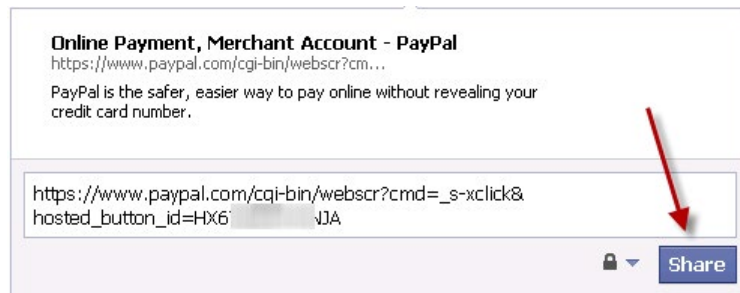 Online Payment, Merchant Account - PayPal
https://www.paypal.com/cgi-bin/webscr?cm...
PayPal is the safer, easier way to pay online without revealing your
credit card number.
https://www.paypal.com/cgi-bin/webscr?cmd=_s-xclick&
hosted_button_id=HX6
Share